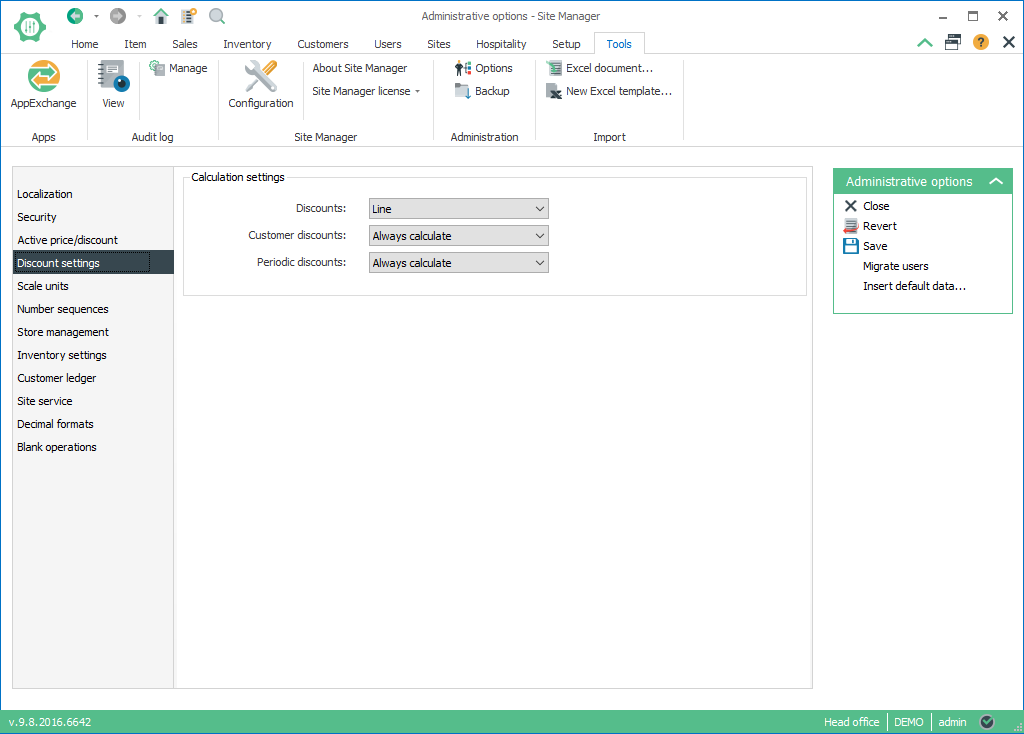 Administrative options - Site Manager
Home Item Sales Inventory Customers Users Sites Hospitality Setup Tools
AppExchange
Apps
View
Manage
Audit log
Configuration
About Site Manager
Site Manager license
Site Manager
Options
Backup
Administration
Excel document...
New Excel template...
Import
Localization
Security
Active price/discount
Discount settings
Scale units
Number sequences
Store management
Inventory settings
Customer ledger
Site service
Decimal formats
Blank operations
Calculation settings
Discounts: Line
Customer discounts: Always calculate
Periodic discounts: Always calculate
Administrative options
Close
Revert
Save
Migrate users
Insert default data...
v.9.8.2016.6642
Head office DEMO admin